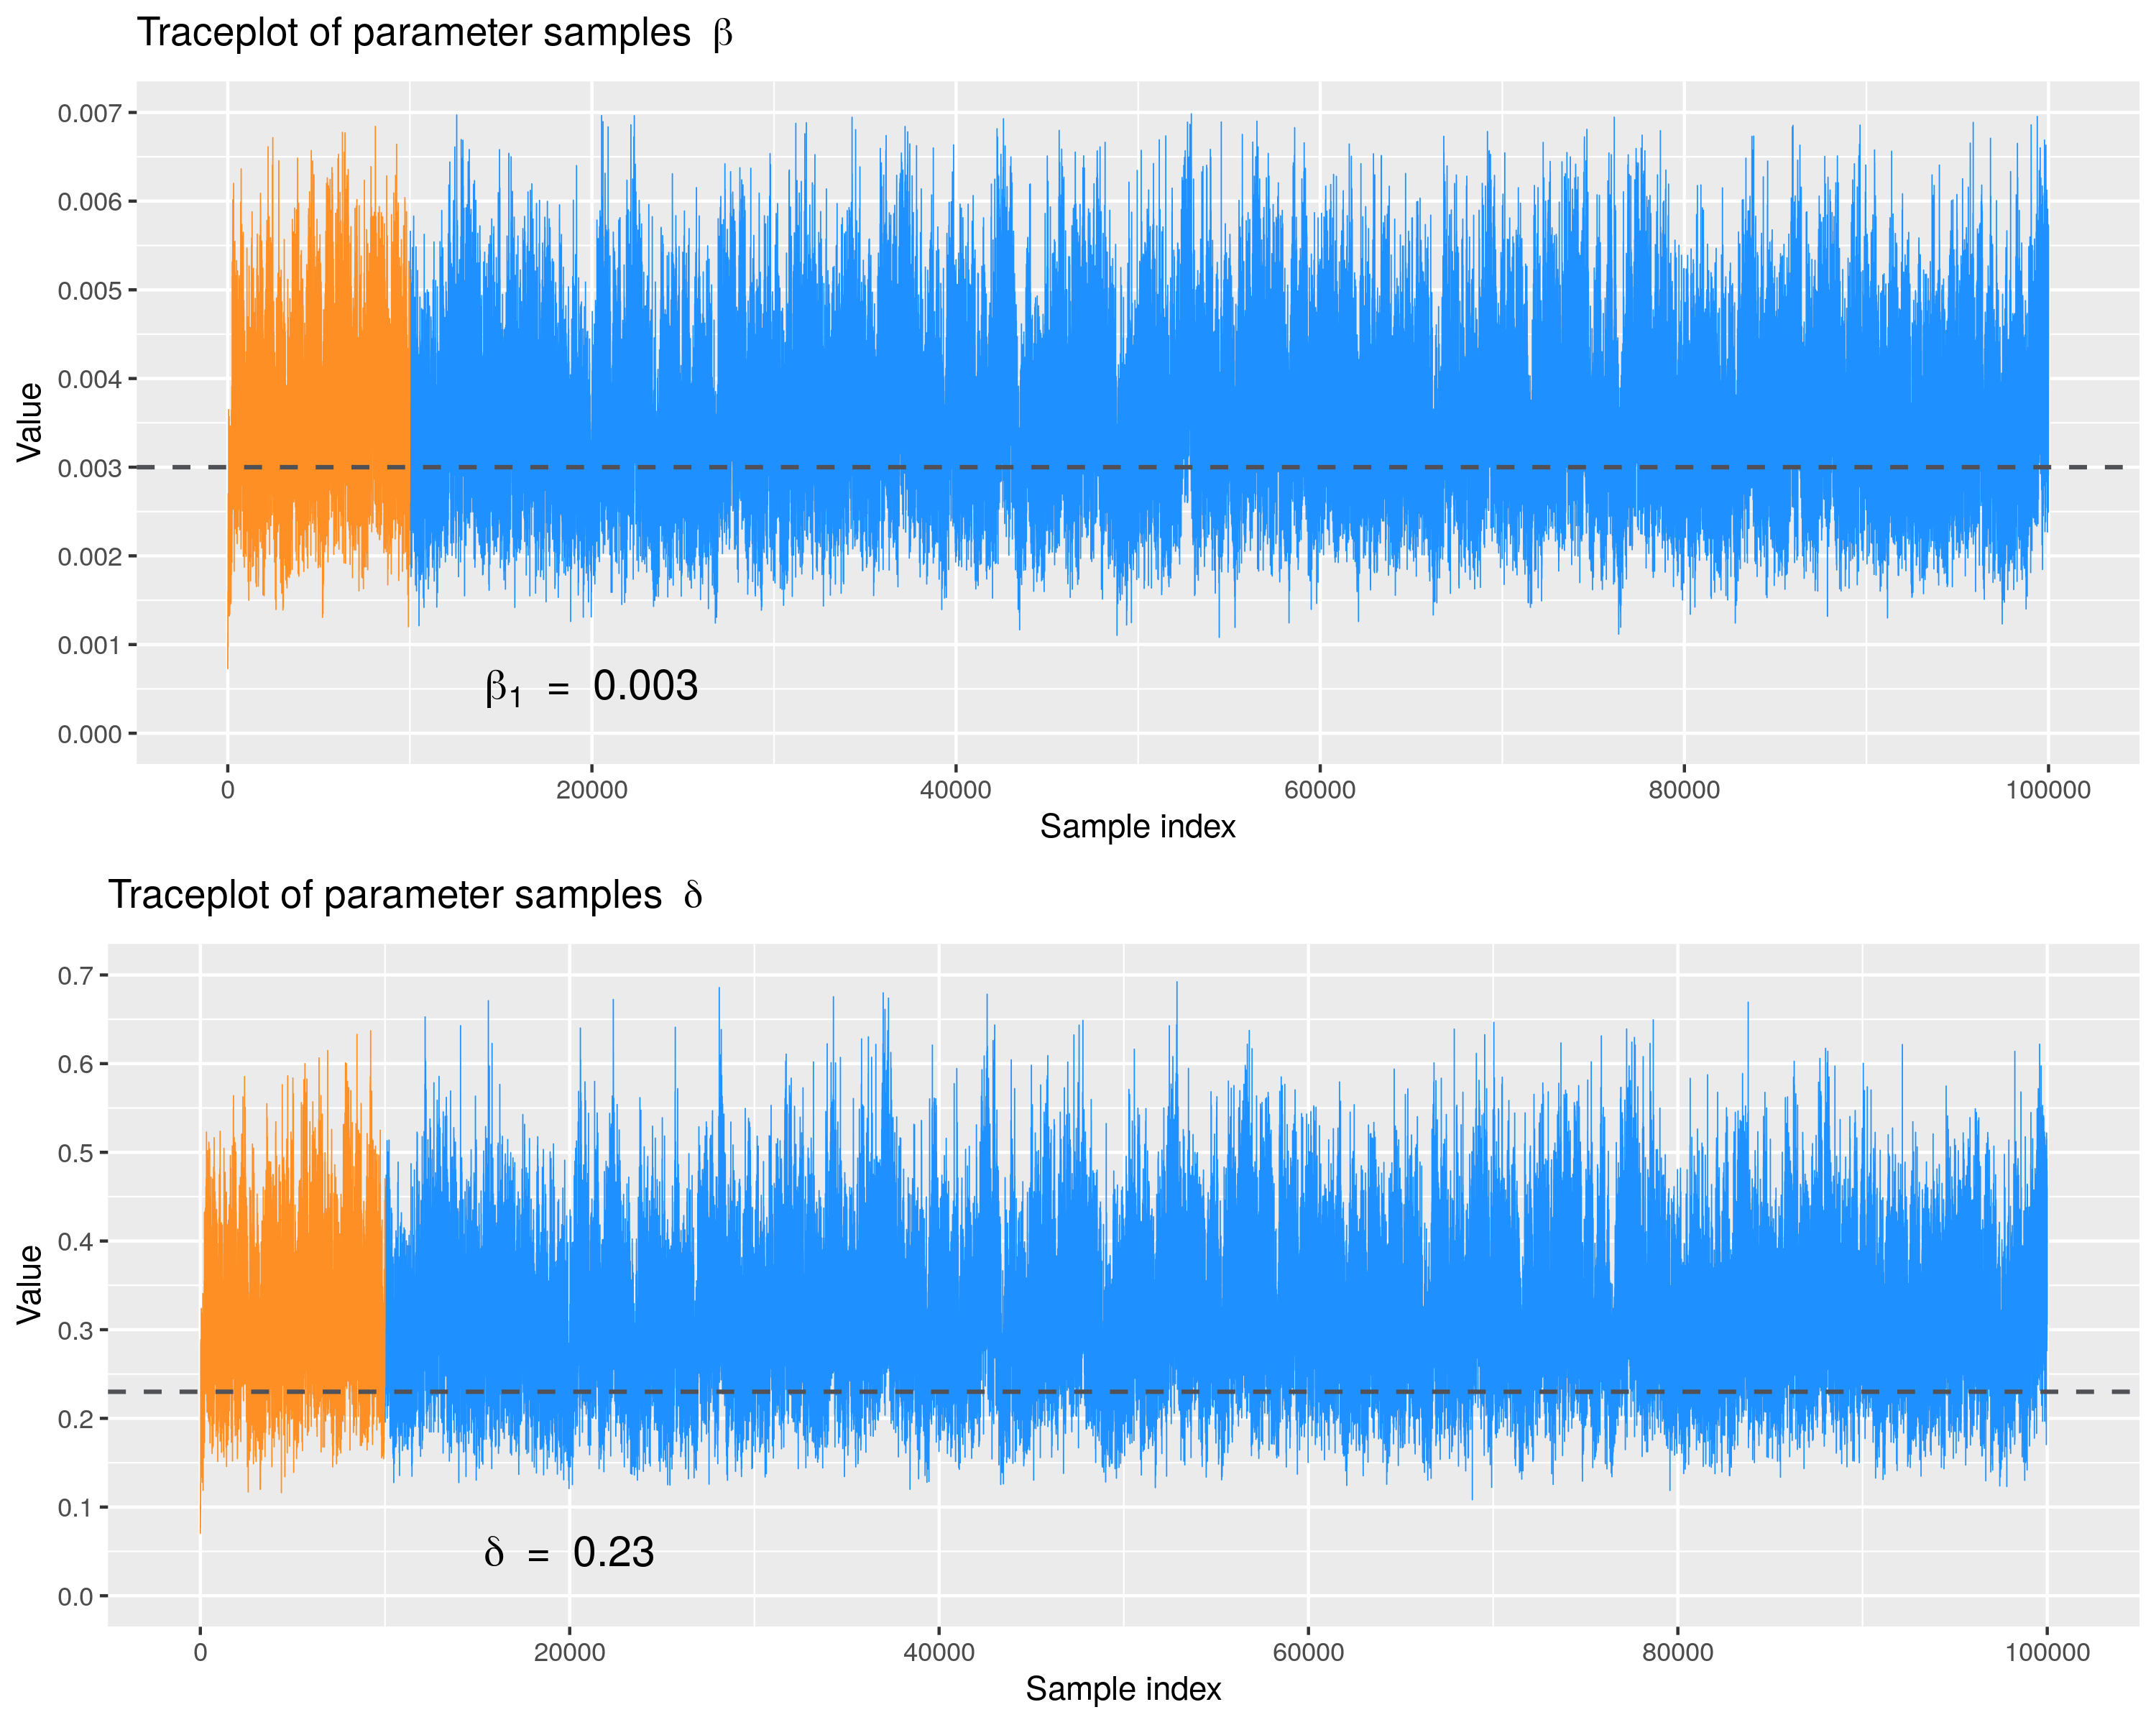 Traceplot of parameter samples β
0.007
0.006
0.005
0.004
0.003
0.002
0.001
0.000
Value
β₁ = 0.003
0 20000 40000 60000 80000 100000
Sample index
Traceplot of parameter samples δ
0.7
0.6
0.5
0.4
0.3
0.2
0.1
0.0
Value
δ = 0.23
0 20000 40000 60000 80000 100000
Sample index